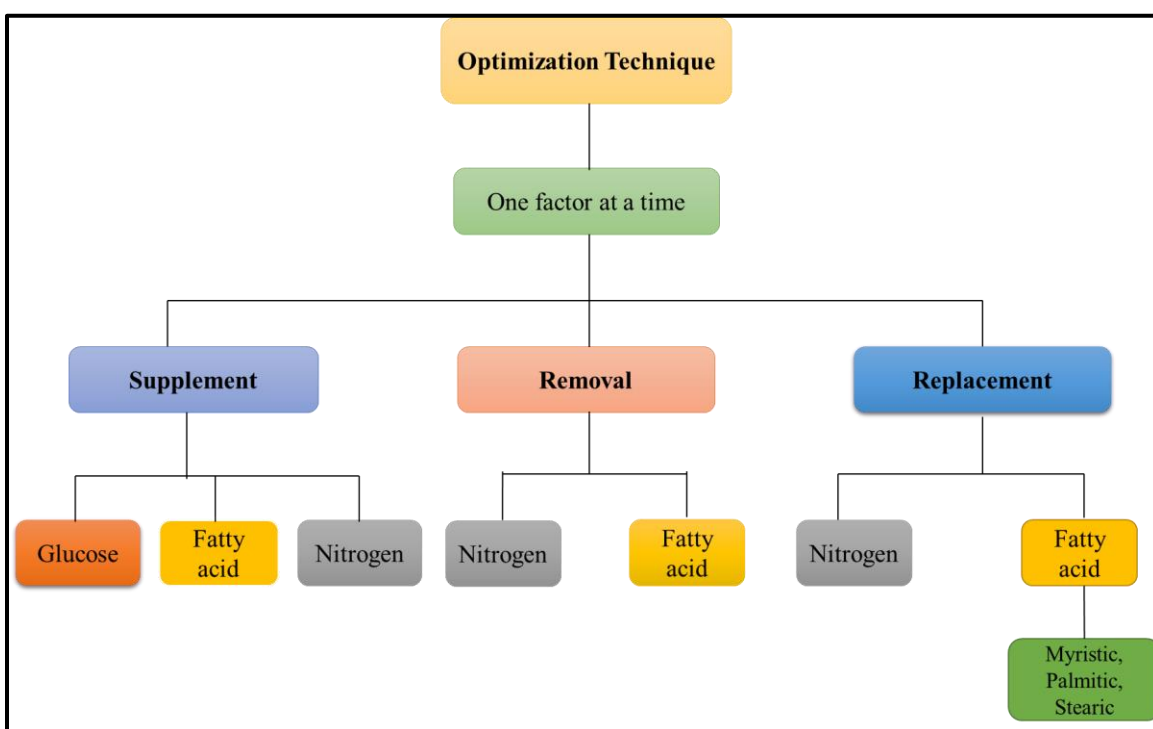 Optimization Technique
One factor at a time
Supplement
Removal
Replacement
Glucose
Fatty
acid
Nitrogen
Nitrogen
Fatty
acid
Nitrogen
Fatty
acid
Myristic,
Palmitic,
Stearic